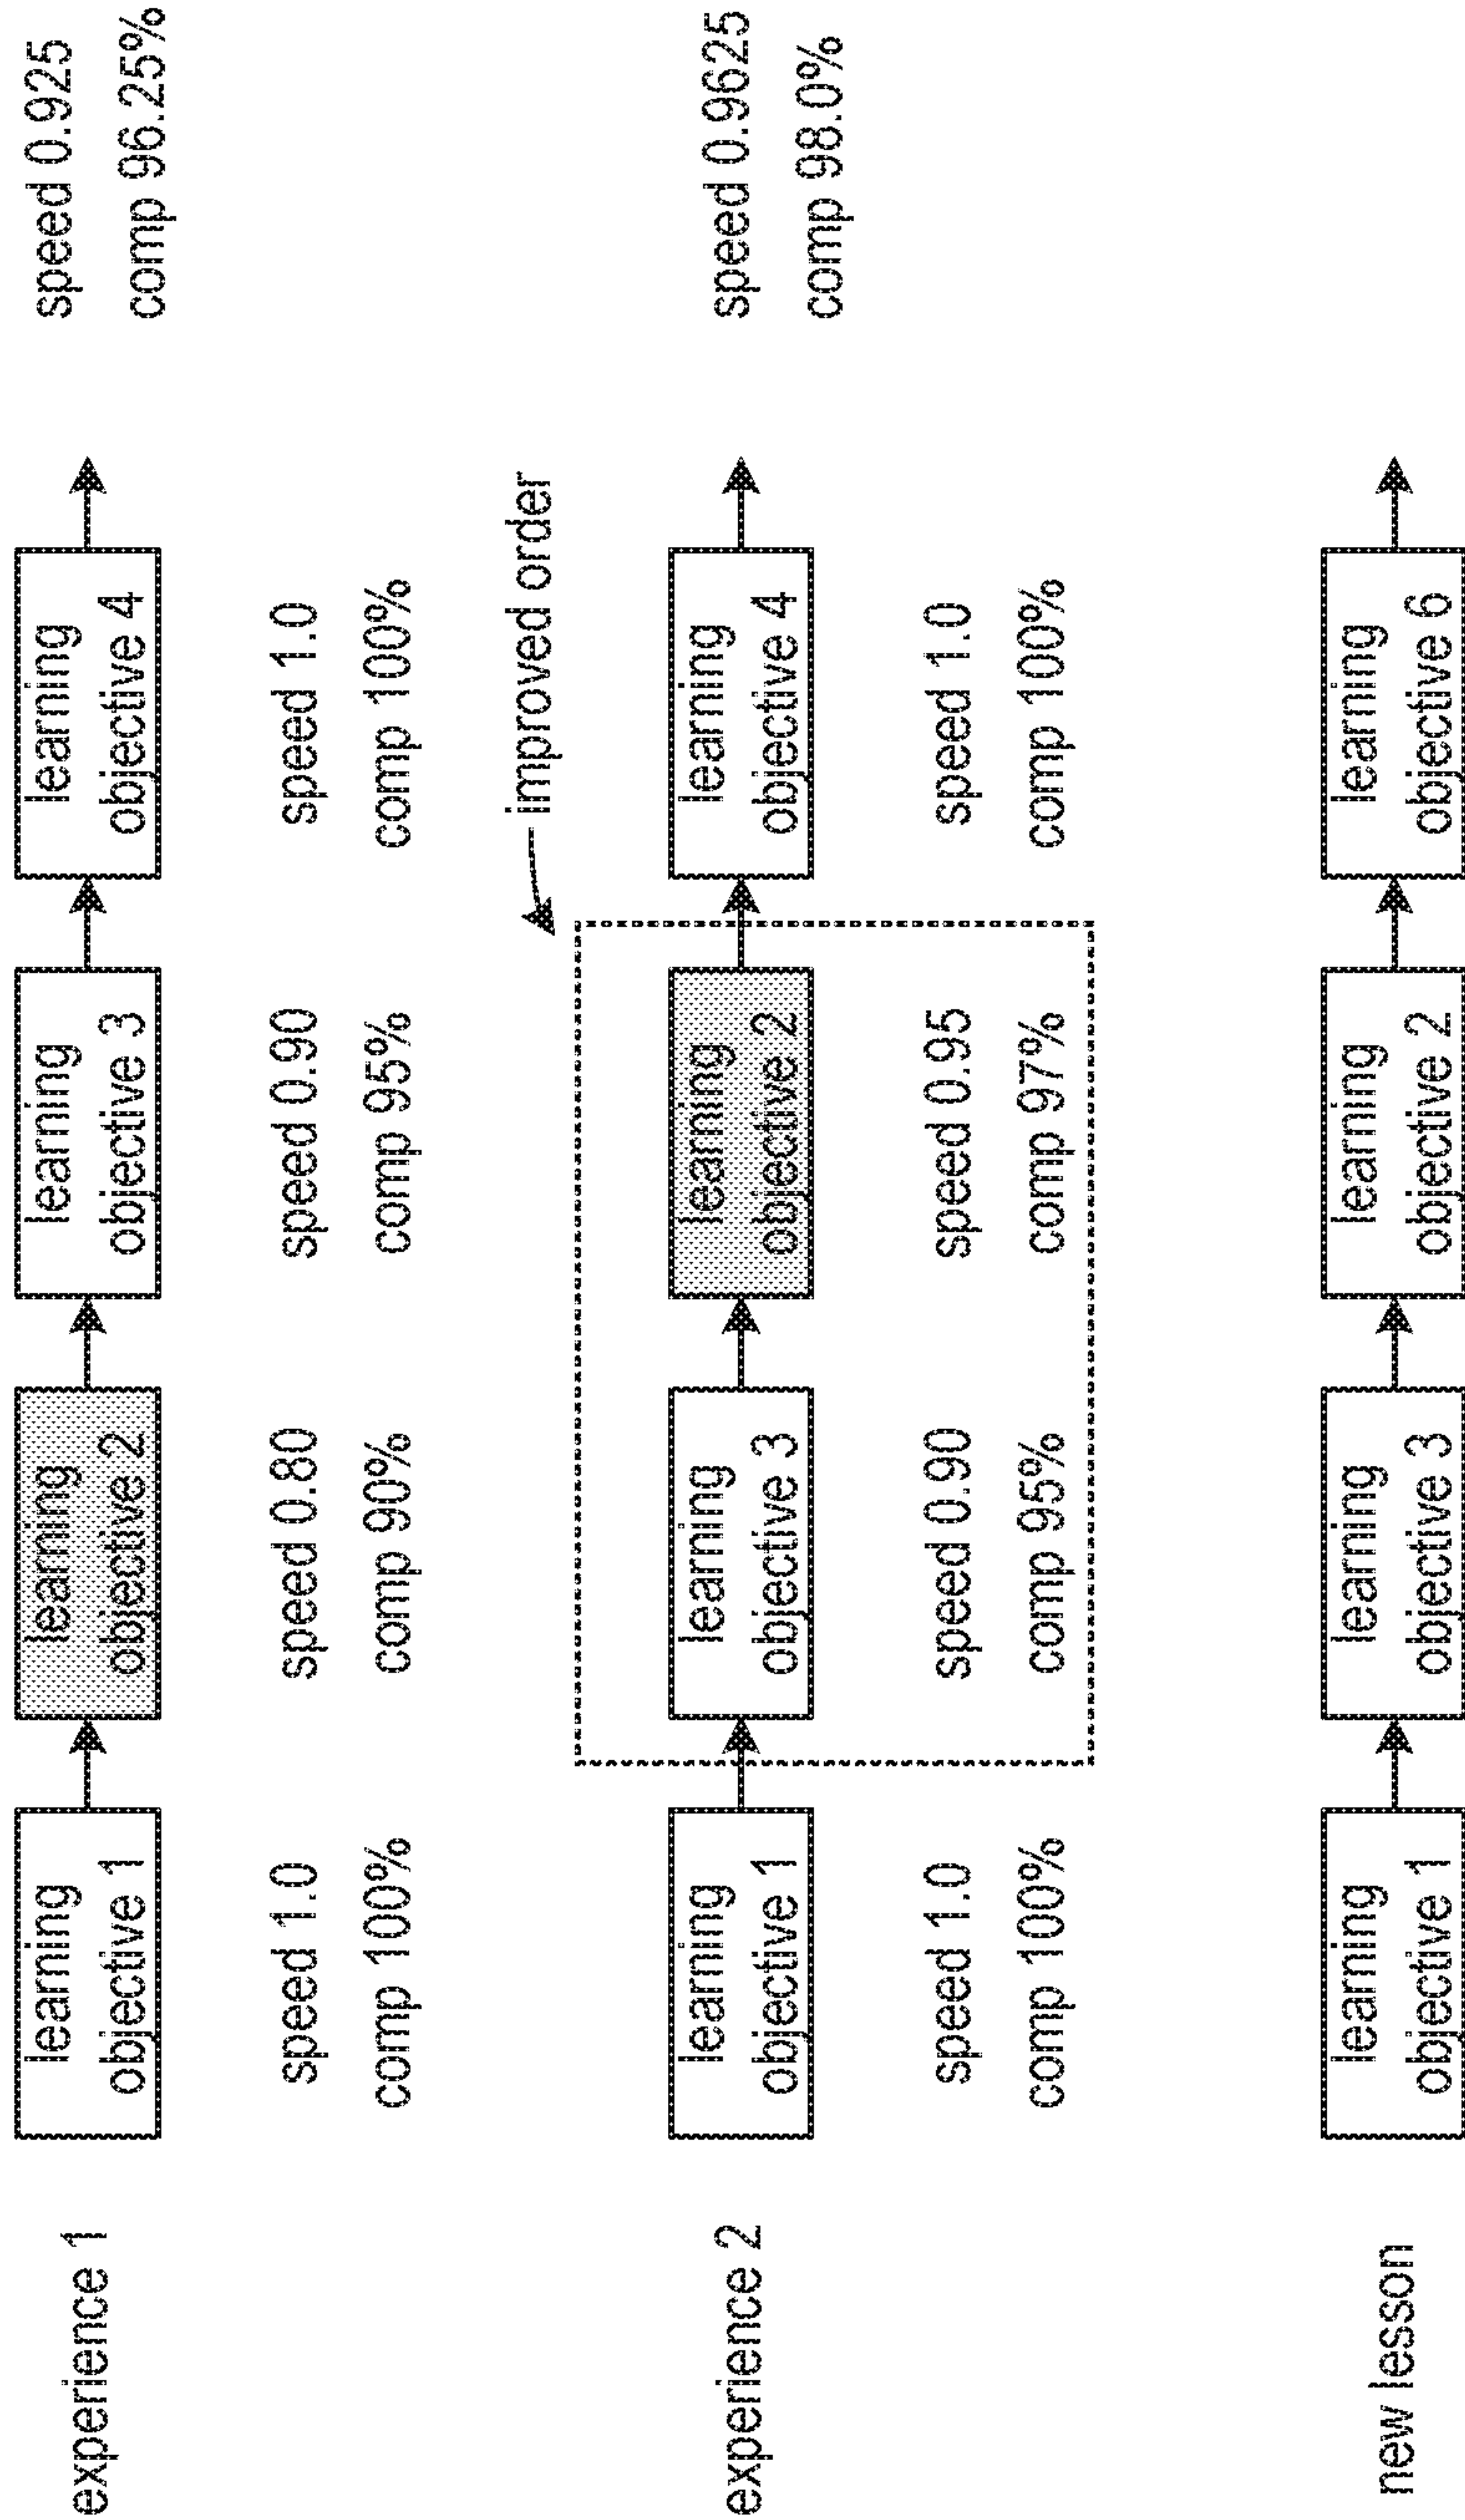 experience 1
learning
objective 1
learning
objective 2
learning
objective 3
learning
objective 4
speed 0.925
comp 96.25%
speed 1.0
comp 100%
speed 0.80
comp 90%
speed 0.90
comp 95%
speed 1.0
comp 100%
improved order
experience 2
learning
objective 1
learning
objective 3
learning
objective 2
learning
objective 4
speed 0.9625
comp 98.0%
speed 1.0
comp 100%
speed 0.90
comp 95%
speed 0.95
comp 97%
speed 1.0
comp 100%
new lesson
learning
objective 1
learning
objective 3
learning
objective 2
learning
objective 6